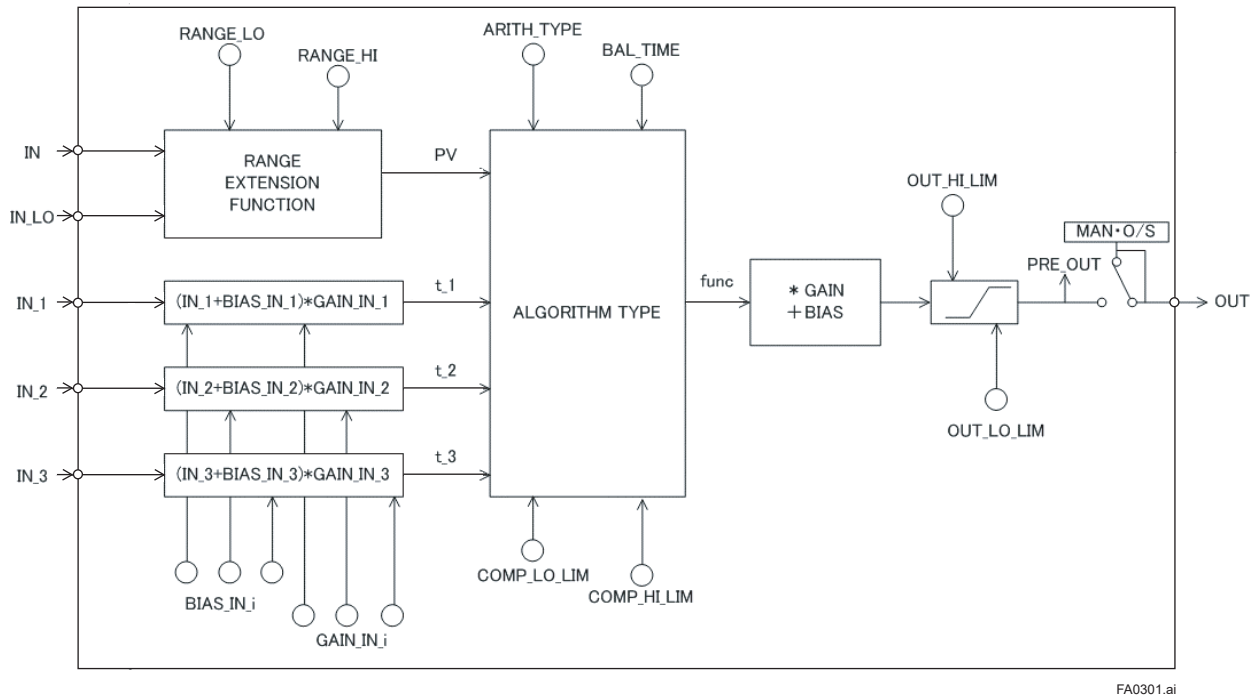 RANGE_LO
RANGE_HI
ARITH_TYPE
BAL_TIME
IN
IN_LO
RANGE
EXTENSION
FUNCTION
PV
IN_1
(IN_1+BIAS_IN_1)*GAIN_IN_1
t_1
IN_2
(IN_2+BIAS_IN_2)*GAIN_IN_2
t_2
IN_3
(IN_3+BIAS_IN_3)*GAIN_IN_3
t_3
BIAS_IN_i
GAIN_IN_i
ALGORITHM TYPE
COMP_LO_LIM
COMP_HI_LIM
func
* GAIN
+BIAS
OUT_HI_LIM
OUT_LO_LIM
MAN・O/S
PRE_OUT
OUT
FA0301.ai